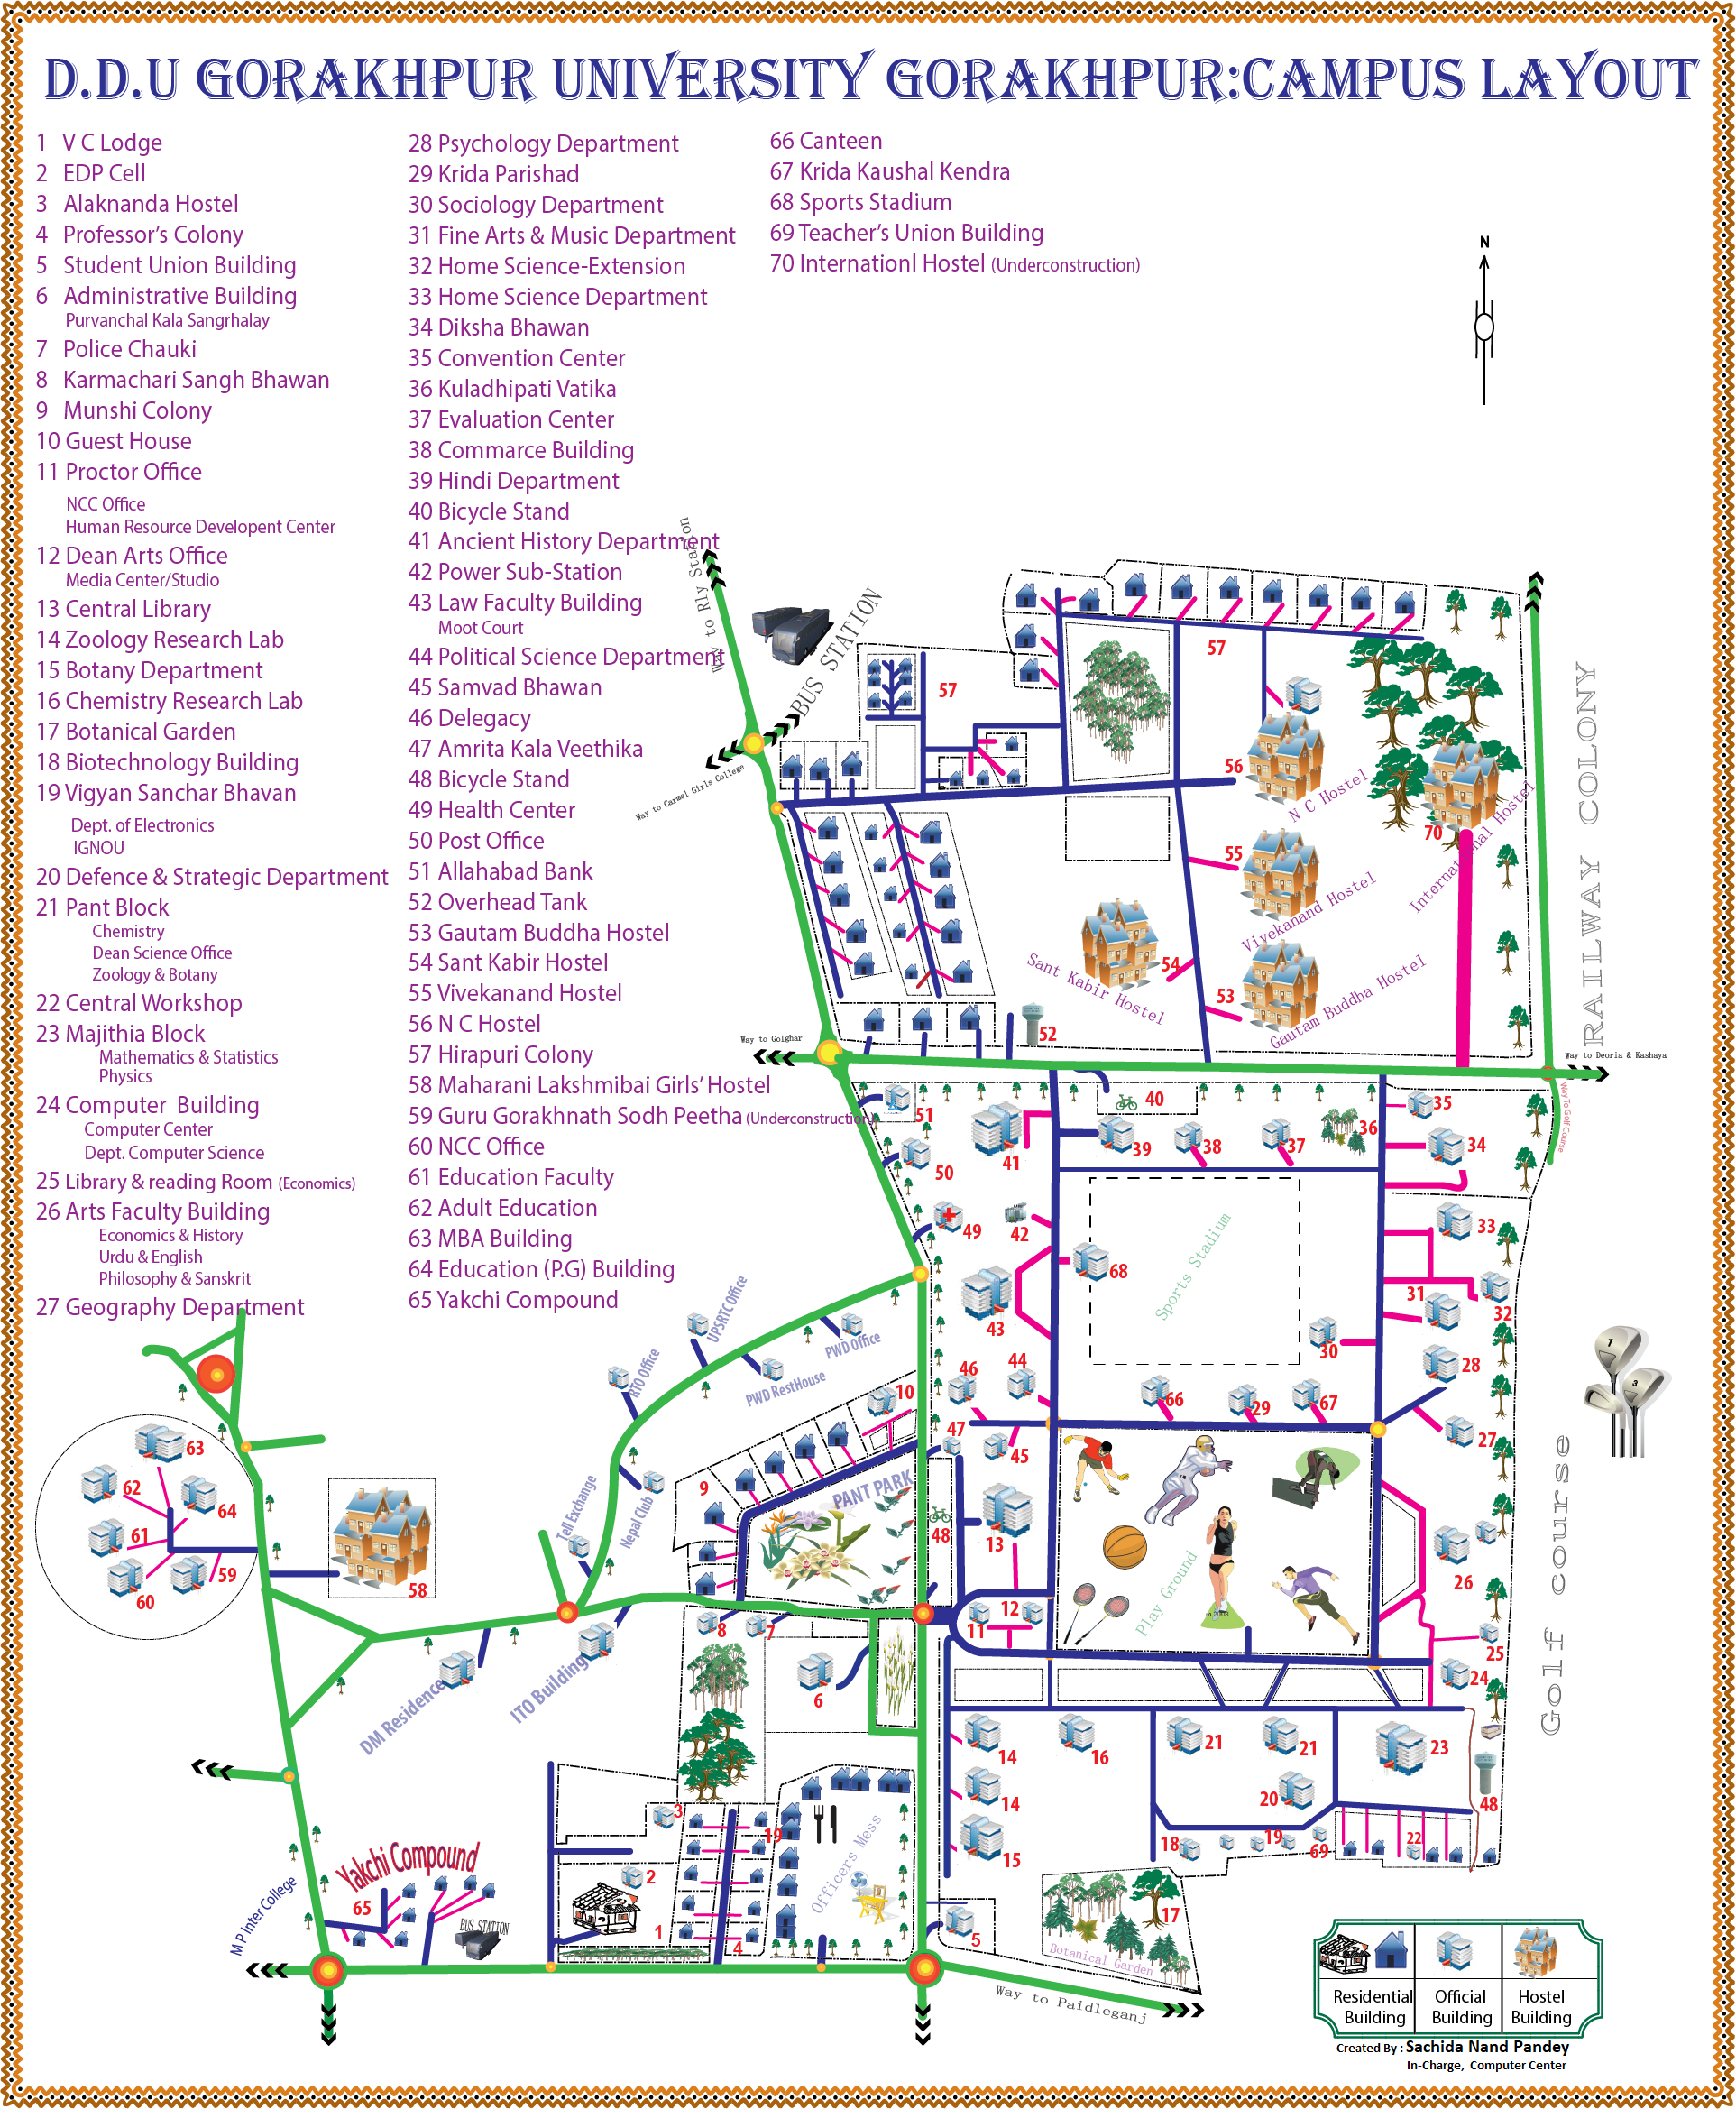 D.D.U GORAKHPUR UNIVERSITY GORAKHPUR:CAMPUS LAYOUT
1 V C Lodge
2 EDP Cell
3 Alaknanda Hostel
4 Professor's Colony
5 Student Union Building
6 Administrative Building
Purvanchal Kala Sangrhalay
7 Police Chauki
8 Karmachari Sangh Bhawan
9 Munshi Colony
10 Guest House
11 Proctor Office
NCC Office
Human Resource Developent Center
12 Dean Arts Office
Media Center/Studio
13 Central Library
14 Zoology Research Lab
15 Botany Department
16 Chemistry Research Lab
17 Botanical Garden
18 Biotechnology Building
19 Vigyan Sanchar Bhavan
Dept. of Electronics
IGNOU
20 Defence & Strategic Department
21 Pant Block
Chemistry
Dean Science Office
Zoology & Botany
22 Central Workshop
23 Majithia Block
Mathematics & Statistics
Physics
24 Computer Building
Computer Center
Dept. Computer Science
25 Library & reading Room (Economics)
26 Arts Faculty Building
Economics & History
Urdu & English
Philosophy & Sanskrit
27 Geography Department
28 Psychology Department
29 Krida Parishad
30 Sociology Department
31 Fine Arts & Music Department
32 Home Science-Extension
33 Home Science Department
34 Diksha Bhawan
35 Convention Center
36 Kuladhipati Vatika
37 Evaluation Center
38 Commarce Building
39 Hindi Department
40 Bicycle Stand
41 Ancient History Department
42 Power Sub-Station
43 Law Faculty Building
Moot Court
44 Political Science Department
45 Samvad Bhawan
46 Delegacy
47 Amrita Kala Veethika
48 Bicycle Stand
49 Health Center
50 Post Office
51 Allahabad Bank
52 Overhead Tank
53 Gautam Buddha Hostel
54 Sant Kabir Hostel
55 Vivekanand Hostel
56 N C Hostel
57 Hirapuri Colony
58 Maharani Lakshmibai Girls' Hostel
59 Guru Gorakhnath Sodh Peetha (Underconstruction)
60 NCC Office
61 Education Faculty
62 Adult Education
63 MBA Building
64 Education (P.G) Building
65 Yakchi Compound
66 Canteen
67 Krida Kaushal Kendra
68 Sports Stadium
69 Teacher's Union Building
70 Internationl Hostel (Underconstruction)
N
Way to Rly Station
BUS STATION
Way to Carmel Girls College
57
57
56
N C Hostel
70
International Hostel
55
Vivekanand Hostel
54
Sant Kabir Hostel
53
Gautam Buddha Hostel
52
RAILWAY COLONY
Way to Golghar
Way to Deoria & Kashaya
Way To Golf Course
51
40
35
50
41
39
38
37
36
34
49
42
33
68
Sports Stadium
31
32
43
30
28
46
44
66
29
67
27
47
45
UPSRTC Office
PWD Office
PWD RestHouse
RTO Office
10
9
PANT PARK
Tell Exchange
Nepal Club
48
13
Play Ground
26
Golf course
63
62
64
61
59
60
58
12
11
8
7
6
25
24
DM Residence
ITO Building
14
16
21
21
23
14
20
48
15
18
19
69
22
3
19
2
1
4
Officers Mess
5
17
Botanical Garden
Yakchi Compound
65
BUS STATION
M P Inter College
Way to Paidleganj
Residential Building
Official Building
Hostel Building
Created By : Sachida Nand Pandey
In-Charge, Computer Center
1
3